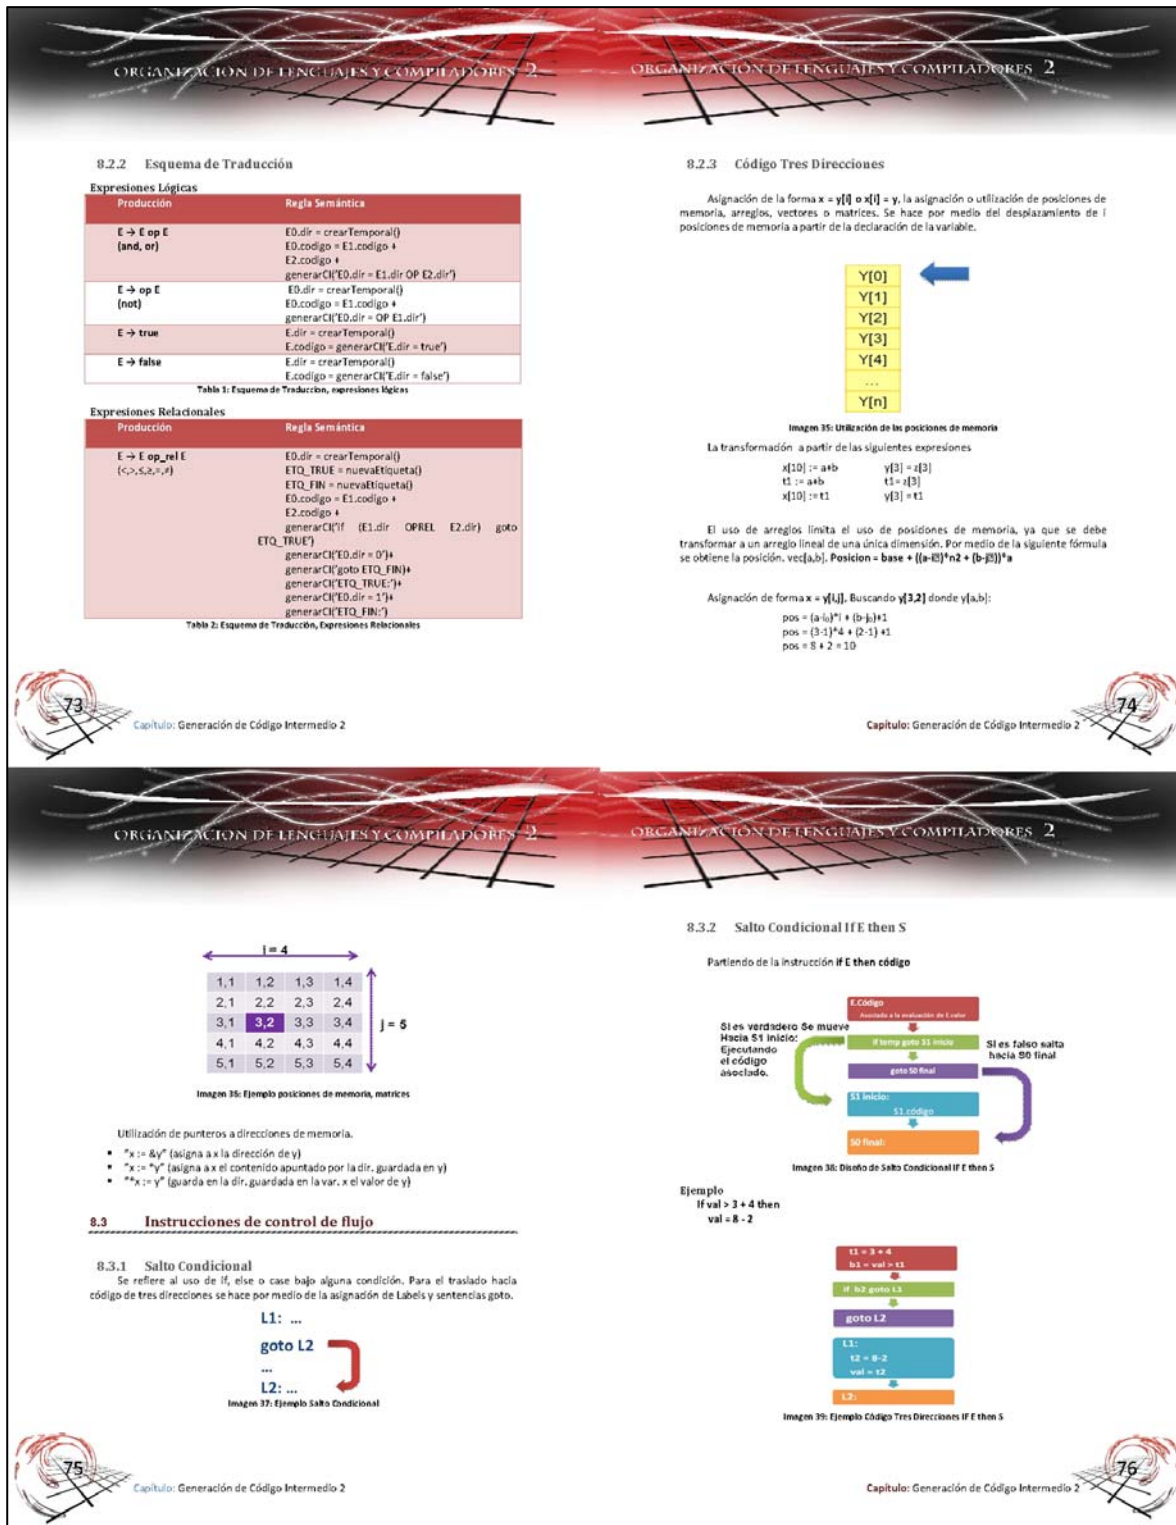 ORGANIZACION DE LENGUAJES Y COMPILADORES 2
8.2.2 Esquema de Traducción
Expresiones Lógicas
Producción Regla Semántica
E → E op E E0.dir = crearTemporal()
(and, or) E0.codigo = E1.codigo +
E2.codigo +
generarCI('E0.dir = E1.dir OP E2.dir')
E → op E E0.dir = crearTemporal()
(not) E0.codigo = E1.codigo +
generarCI('E0.dir = OP E1.dir')
E → true E.dir = crearTemporal()
E.codigo = generarCI('E.dir = true')
E → false E.dir = crearTemporal()
E.codigo = generarCI('E.dir = false')
Tabla 1: Esquema de Traduccion, expresiones lógicas
Expresiones Relacionales
Producción Regla Semántica
E → E op_rel E E0.dir = crearTemporal()
(<,>,≤,≥,=,≠) ETQ_TRUE = nuevaEtiqueta()
ETQ_FIN = nuevaEtiqueta()
E0.codigo = E1.codigo +
E2.codigo +
generarCI('if (E1.dir OPREL E2.dir) goto
ETQ_TRUE')
generarCI('E0.dir = 0')+
generarCI('goto ETQ_FIN)+
generarCI('ETQ_TRUE:')+
generarCI('E0.dir = 1')+
generarCI('ETQ_FIN:')
Tabla 2: Esquema de Traducción, Expresiones Relacionales
73
Capítulo: Generación de Código Intermedio 2
ORGANIZACIÓN DE LENGUAJES Y COMPILADORES 2
8.2.3 Código Tres Direcciones
Asignación de la forma x = y[i] o x[i] = y, la asignación o utilización de posiciones de
memoria, arreglos, vectores o matrices. Se hace por medio del desplazamiento de i
posiciones de memoria a partir de la declaración de la variable.
Y[0]
Y[1]
Y[2]
Y[3]
Y[4]
...
Y[n]
Imagen 35: Utilización de las posiciones de memoria
La transformación a partir de las siguientes expresiones
x[10] := a+b y[3] = z[3]
t1 := a+b t1= z[3]
x[10] := t1 y[3] = t1
El uso de arreglos limita el uso de posiciones de memoria, ya que se debe
transformar a un arreglo lineal de una única dimensión. Por medio de la siguiente fórmula
se obtiene la posición. vec[a,b]. Posicion = base + ((a-i)*n2 + (b-j))*a
Asignación de forma x = y[i,j], Buscando y[3,2] donde y[a,b]:
pos = (a-i₀)*i + (b-j₀)+1
pos = (3-1)*4 + (2-1) +1
pos = 8 + 2 = 10
74
Capítulo: Generación de Código Intermedio 2
ORGANIZACION DE LENGUAJES Y COMPILADORES 2
i = 4
1,1 1,2 1,3 1,4
2,1 2,2 2,3 2,4
3,1 3,2 3,3 3,4 j = 5
4,1 4,2 4,3 4,4
5,1 5,2 5,3 5,4
Imagen 36: Ejemplo posiciones de memoria, matrices
Utilización de punteros a direcciones de memoria.
▪ "x := &y" (asigna a x la dirección de y)
▪ "x := *y" (asigna a x el contenido apuntado por la dir. guardada en y)
▪ "*x := y" (guarda en la dir. guardada en la var. x el valor de y)
8.3 Instrucciones de control de flujo
8.3.1 Salto Condicional
Se refiere al uso de if, else o case bajo alguna condición. Para el traslado hacia
código de tres direcciones se hace por medio de la asignación de Labels y sentencias goto.
L1: ...
goto L2
...
L2: ...
Imagen 37: Ejemplo Salto Condicional
75
Capítulo: Generación de Código Intermedio 2
ORGANIZACIÓN DE LENGUAJES Y COMPILADORES 2
8.3.2 Salto Condicional If E then S
Partiendo de la instrucción if E then código
E.Código
Asociado a la evaluación de E.valor
Si es verdadero Se mueve
Hacia S1 inicio:
Ejecutando
el código
asociado.
if temp goto S1 inicio
Si es falso salta
hacia S0 final
goto S0 final
S1 inicio:
S1.código
S0 final:
Imagen 38: Diseño de Salto Condicional IF E then S
Ejemplo
If val > 3 + 4 then
val = 8 - 2
t1 = 3 + 4
b1 = val > t1
if b2 goto L1
goto L2
L1:
t2 = 8-2
val = t2
L2:
Imagen 39: Ejemplo Código Tres Direcciones IF E then S
76
Capítulo: Generación de Código Intermedio 2